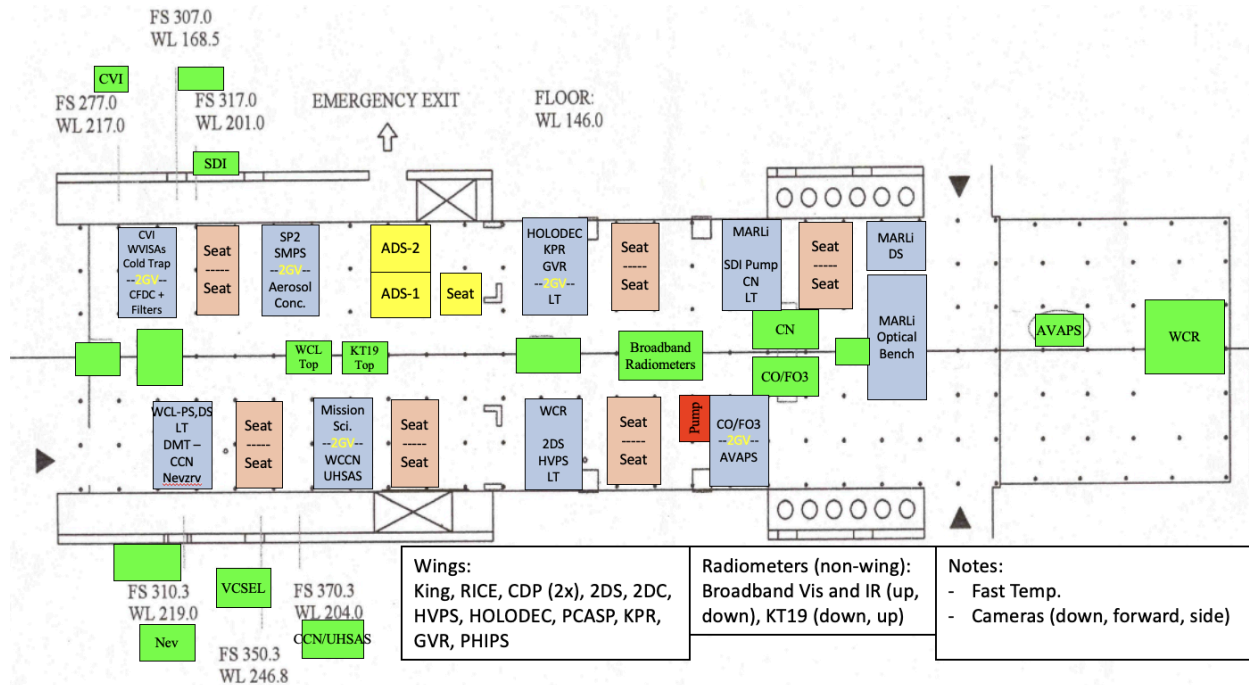 FS 307.0
WL 168.5
CVI
FS 277.0
WL 217.0
FS 317.0
WL 201.0
EMERGENCY EXIT
FLOOR:
WL 146.0
SDI
CVI
WVISAs
Cold Trap
--2GV--
CFDC +
Filters
Seat
-----
Seat
SP2
SMPS
--2GV--
Aerosol
Conc.
ADS-2
ADS-1
Seat
HOLODEC
KPR
GVR
--2GV--
LT
Seat
-----
Seat
MARLi
SDI Pump
CN
LT
Seat
-----
Seat
MARLi
DS
MARLi
Optical
Bench
WCL
Top
KT19
Top
Broadband
Radiometers
CN
CO/FO3
AVAPS
WCR
WCL-PS,DS
LT
DMT –
CCN
Nevzrv
Seat
-----
Seat
Mission
Sci.
--2GV--
WCCN
UHSAS
Seat
-----
Seat
WCR
2DS
HVPS
LT
Seat
-----
Seat
Pump
CO/FO3
--2GV--
AVAPS
FS 310.3
WL 219.0
VCSEL
FS 370.3
WL 204.0
Nev
CCN/UHSAS
FS 350.3
WL 246.8
Wings:
King, RICE, CDP (2x), 2DS, 2DC,
HVPS, HOLODEC, PCASP, KPR,
GVR, PHIPS
Radiometers (non-wing):
Broadband Vis and IR (up,
down), KT19 (down, up)
Notes:
- Fast Temp.
- Cameras (down, forward, side)